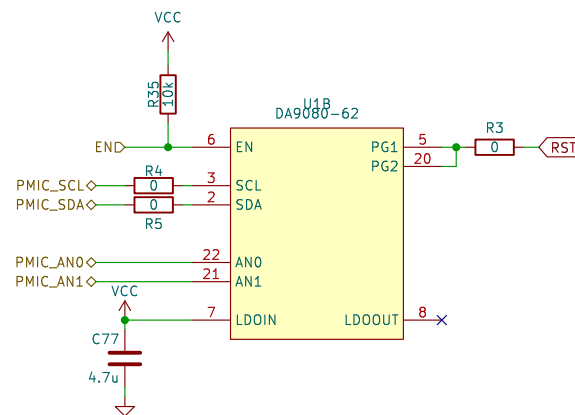 VCC
R35
10k
U1B
DA9080-62
EN
6
EN
PG1
5
R3
0
RST
PG2
20
R4
PMIC_SCL
0
3
SCL
PMIC_SDA
0
2
SDA
R5
PMIC_AN0
22
AN0
PMIC_AN1
21
AN1
VCC
7
LDOIN
LDOOUT
8
C77
4.7u